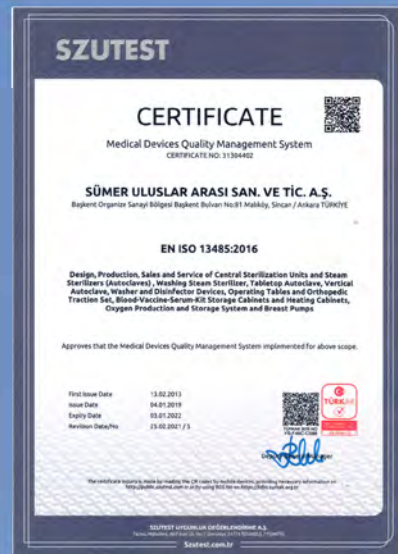 SZUTEST
CERTIFICATE
Medical Devices Quality Management System
CERTIFICATE NO: 31304402
SÜMER ULUSLAR ARASI SAN. VE TİC. A.Ş.
Başkent Organize Sanayi Bölgesi Başkent Bulvarı No:81 Malıköy, Sincan / Ankara TÜRKİYE
EN ISO 13485:2016
Design, Production, Sales and Service of Central Sterilization Units and Steam
Sterilizers (Autoclaves) , Washing Steam Sterilizer, Tabletop Autoclave, Vertical
Autoclave, Washer and Disinfector Devices, Operating Tables and Orthopedic
Traction Set, Blood-Vaccine-Serum-Kit Storage Cabinets and Heating Cabinets,
Oxygen Production and Storage System and Breast Pumps
Approves that the Medical Devices Quality Management System implemented for above scope.
First Issue Date 13.02.2013
Issue Date 04.01.2019
Expiry Date 03.01.2022
Revision Date/No 25.02.2021 / 5
TÜRKAK
SZUTEST UYGUNLUK DEĞERLENDİRME A.Ş.
Szutest.com.tr